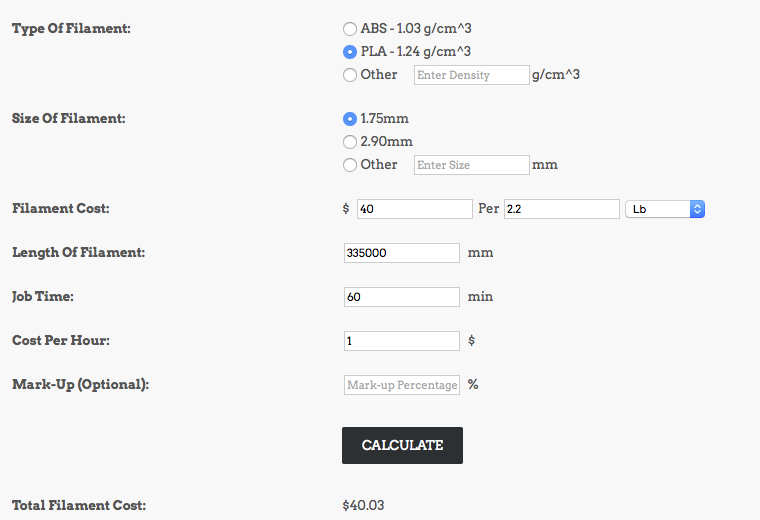 Type Of Filament:
ABS - 1.03 g/cm^3
PLA - 1.24 g/cm^3
Other Enter Density g/cm^3
Size Of Filament:
1.75mm
2.90mm
Other Enter Size mm
Filament Cost: $ 40 Per 2.2 Lb
Length Of Filament: 335000 mm
Job Time: 60 min
Cost Per Hour: 1 $
Mark-Up (Optional): Mark-up Percentage %
CALCULATE
Total Filament Cost: $40.03